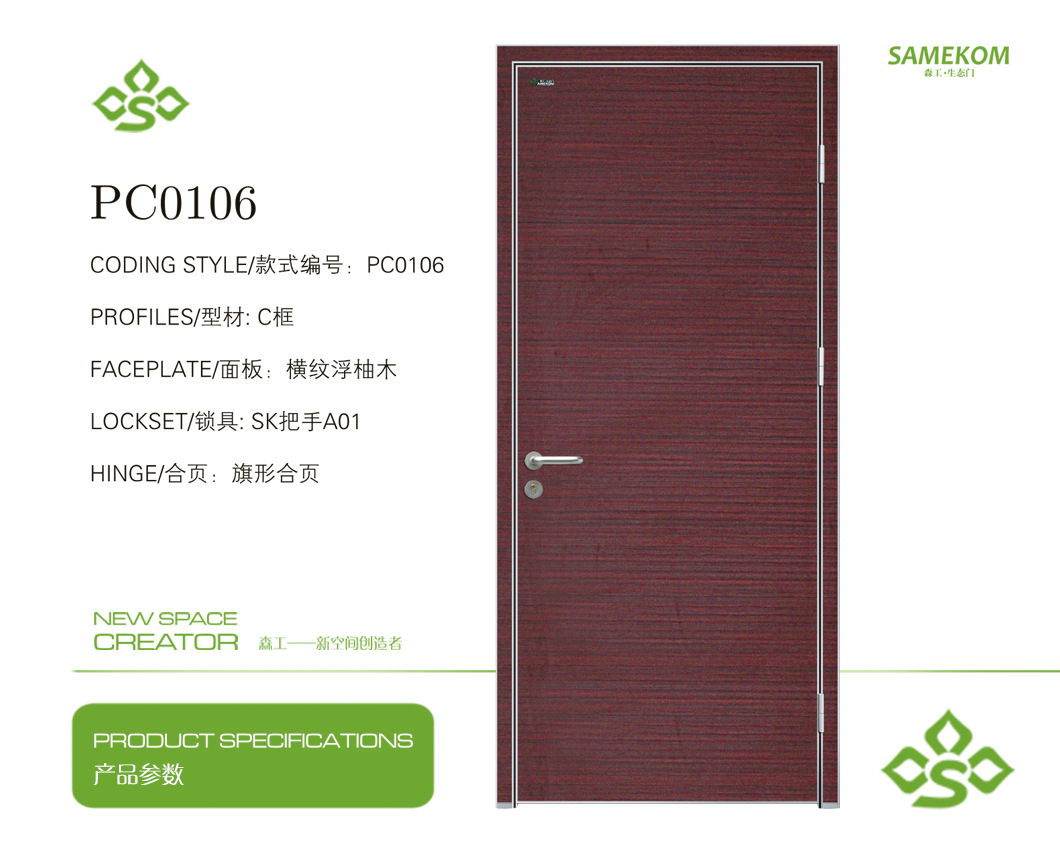 SAMEKOM
森工·生态门
PC0106
CODING STYLE/款式编号：PC0106
PROFILES/型材: C框
FACEPLATE/面板：横纹浮柚木
LOCKSET/锁具: SK把手A01
HINGE/合页：旗形合页
NEW SPACE
CREATOR 森工——新空间创造者
PRODUCT SPECIFICATIONS
产品参数